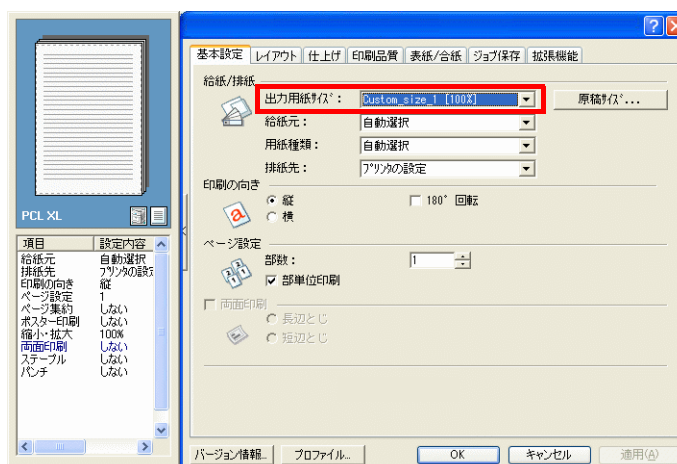 基本設定 レイアウト 仕上げ 印刷品質 表紙/合紙 ジョブ保存 拡張機能
給紙/排紙
出力用紙ｻｲｽﾞ： Custom_size_1 [100%] 原稿ｻｲｽﾞ...
給紙元： 自動選択
用紙種類： 自動選択
排紙先： ﾌﾟﾘﾝﾀの設定
印刷の向き
縦 180ﾟ 回転
横
ページ設定
部数： 1
部単位印刷
両面印刷
長辺とじ
短辺とじ
PCL XL
項目 設定内容
給紙元 自動選択
排紙先 ﾌﾟﾘﾝﾀの設定
印刷の向き 縦
ページ設定 1
ページ集約 しない
ポスター印刷 しない
縮小・拡大 100%
両面印刷 しない
ステープル しない
パンチ しない
バージョン情報... プロファイル... OK キャンセル 適用(A)